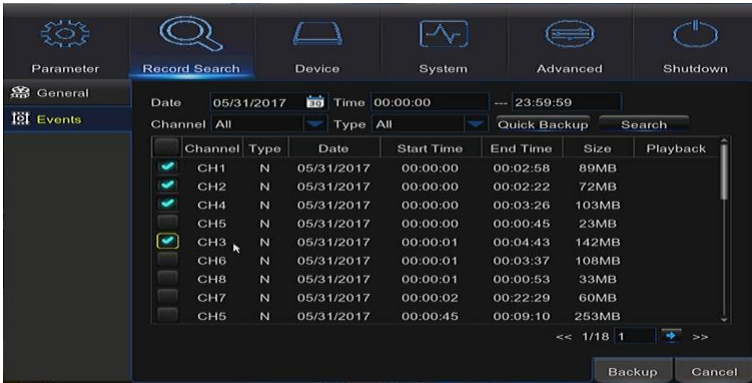 Parameter Record Search Device System Advanced Shutdown
General
Events
Date 05/31/2017 30 Time 00:00:00 --- 23:59:59
Channel All Type All Quick Backup Search
Channel Type Date Start Time End Time Size Playback
CH1 N 05/31/2017 00:00:00 00:02:58 89MB
CH2 N 05/31/2017 00:00:00 00:02:22 72MB
CH4 N 05/31/2017 00:00:00 00:03:26 103MB
CH5 N 05/31/2017 00:00:00 00:00:45 23MB
CH3 N 05/31/2017 00:00:01 00:04:43 142MB
CH6 N 05/31/2017 00:00:01 00:03:37 108MB
CH8 N 05/31/2017 00:00:01 00:00:53 33MB
CH7 N 05/31/2017 00:00:02 00:22:29 60MB
CH5 N 05/31/2017 00:00:45 00:09:10 253MB
<< 1/18 1 >>
Backup Cancel